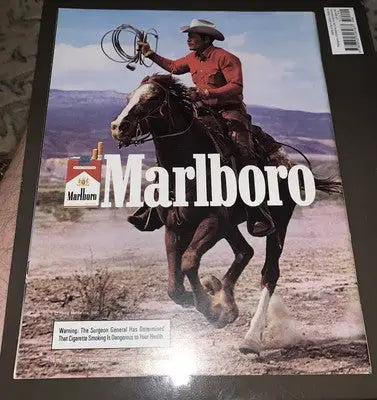 Marlboro
Marlboro
Warning: The Surgeon General Has Determined
That Cigarette Smoking Is Dangerous to Your Health.